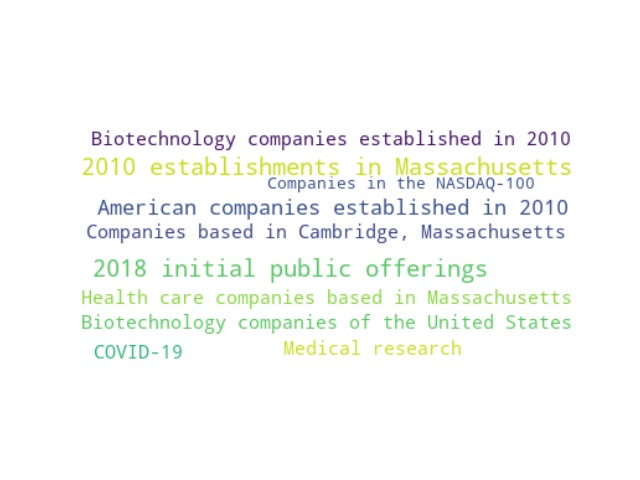 Biotechnology companies established in 2010
2010 establishments in Massachusetts
Companies in the NASDAQ-100
American companies established in 2010
Companies based in Cambridge, Massachusetts
2018 initial public offerings
Health care companies based in Massachusetts
Biotechnology companies of the United States
COVID-19
Medical research